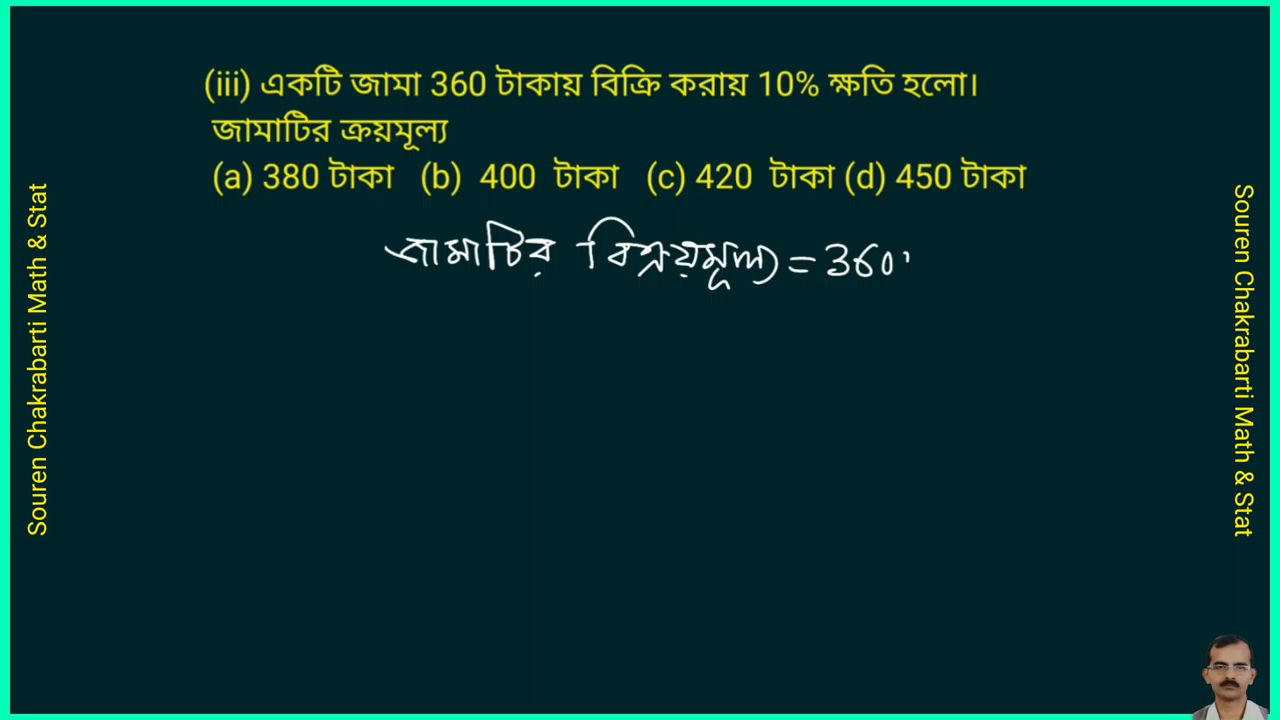 (iii) একটি জামা 360 টাকায় বিক্রি করায় 10% ক্ষতি হলো।
জামাটির ক্রয়মূল্য
(a) 380 টাকা (b) 400 টাকা (c) 420 টাকা (d) 450 টাকা
জামাটির বিক্রয়মূল্য = 360
Souren Chakrabarti Math & Stat
Souren Chakrabarti Math & Stat